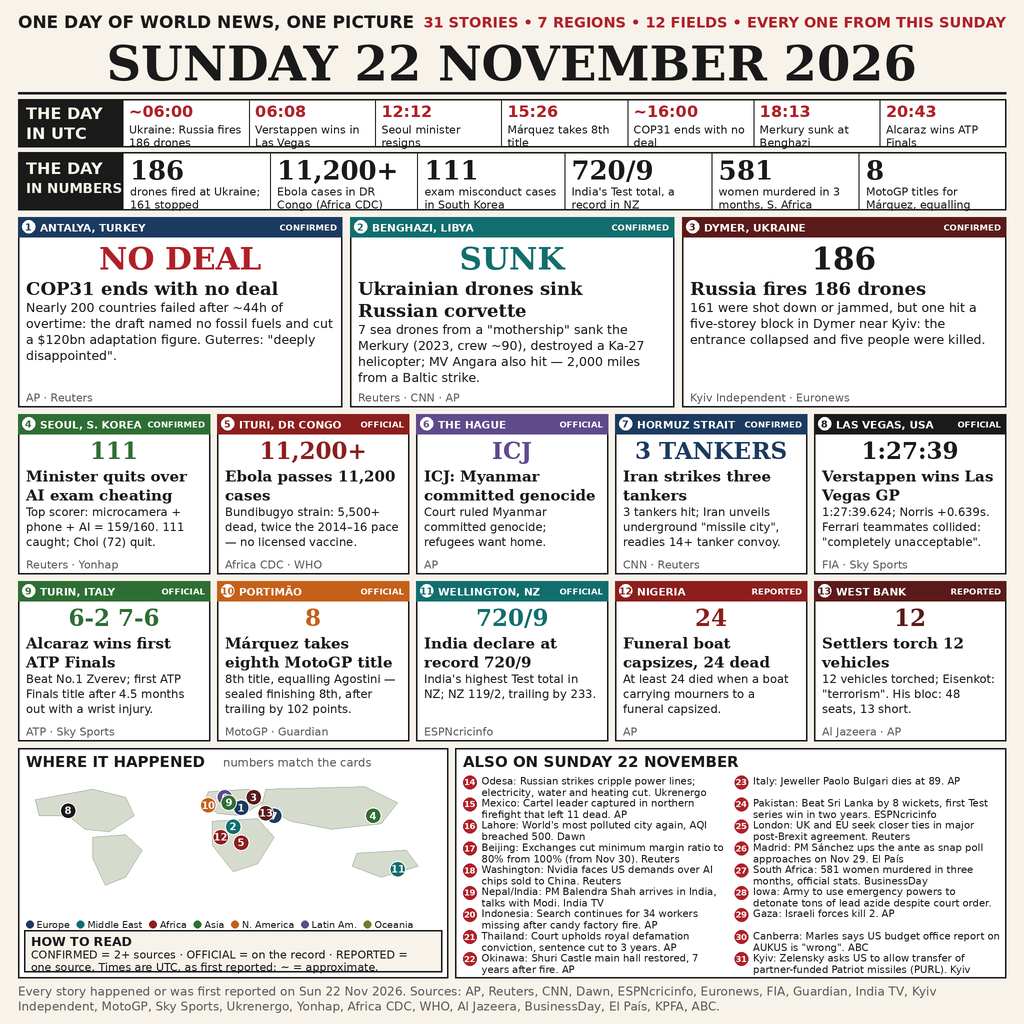 ONE DAY OF WORLD NEWS, ONE PICTURE
31 STORIES • 7 REGIONS • 12 FIELDS • EVERY ONE FROM THIS SUNDAY
SUNDAY 22 NOVEMBER 2026
THE DAY
IN UTC
~06:00
Ukraine: Russia fires
186 drones
06:08
Verstappen wins in
Las Vegas
12:12
Seoul minister
resigns
15:26
Márquez takes 8th
title
~16:00
COP31 ends with no
deal
18:13
Merkury sunk at
Benghazi
20:43
Alcaraz wins ATP
Finals
THE DAY
IN NUMBERS
186
drones fired at Ukraine;
161 stopped
11,200+
Ebola cases in DR
Congo (Africa CDC)
111
exam misconduct cases
in South Korea
720/9
India's Test total, a
record in NZ
581
women murdered in 3
months, S. Africa
8
MotoGP titles for
Márquez, equalling
1 ANTALYA, TURKEY CONFIRMED
NO DEAL
COP31 ends with no deal
Nearly 200 countries failed after ~44h of
overtime: the draft named no fossil fuels and cut
a $120bn adaptation figure. Guterres: "deeply
disappointed".
AP · Reuters
2 BENGHAZI, LIBYA CONFIRMED
SUNK
Ukrainian drones sink
Russian corvette
7 sea drones from a "mothership" sank the
Merkury (2023, crew ~90), destroyed a Ka-27
helicopter; MV Angara also hit — 2,000 miles
from a Baltic strike.
Reuters · CNN · AP
3 DYMER, UKRAINE CONFIRMED
186
Russia fires 186 drones
161 were shot down or jammed, but one hit a
five-storey block in Dymer near Kyiv: the
entrance collapsed and five people were killed.
Kyiv Independent · Euronews
4 SEOUL, S. KOREA CONFIRMED
111
Minister quits over
AI exam cheating
Top scorer: microcamera +
phone + AI = 159/160. 111
caught; Choi (72) quit.
Reuters · Yonhap
5 ITURI, DR CONGO OFFICIAL
11,200+
Ebola passes 11,200
cases
Bundibugyo strain: 5,500+
dead, twice the 2014–16 pace
— no licensed vaccine.
Africa CDC · WHO
6 THE HAGUE OFFICIAL
ICJ
ICJ: Myanmar
committed genocide
Court ruled Myanmar
committed genocide;
refugees want home.
AP
7 HORMUZ STRAIT CONFIRMED
3 TANKERS
Iran strikes three
tankers
3 tankers hit; Iran unveils
underground "missile city",
readies 14+ tanker convoy.
CNN · Reuters
8 LAS VEGAS, USA OFFICIAL
1:27:39
Verstappen wins Las
Vegas GP
1:27:39.624; Norris +0.639s.
Ferrari teammates collided:
"completely unacceptable".
FIA · Sky Sports
9 TURIN, ITALY OFFICIAL
6-2 7-6
Alcaraz wins first
ATP Finals
Beat No.1 Zverev; first ATP
Finals title after 4.5 months
out with a wrist injury.
ATP · Sky Sports
10 PORTIMÃO OFFICIAL
8
Márquez takes
eighth MotoGP title
8th title, equalling Agostini —
sealed finishing 8th, after
trailing by 102 points.
MotoGP · Guardian
11 WELLINGTON, NZ OFFICIAL
720/9
India declare at
record 720/9
India's highest Test total in
NZ; NZ 119/2, trailing by 233.
ESPNcricinfo
12 NIGERIA REPORTED
24
Funeral boat
capsizes, 24 dead
At least 24 died when a boat
carrying mourners to a
funeral capsized.
AP
13 WEST BANK REPORTED
12
Settlers torch 12
vehicles
12 vehicles torched; Eisenkot:
"terrorism". His bloc: 48
seats, 13 short.
Al Jazeera · AP
WHERE IT HAPPENED numbers match the cards
8
10
9
1
3
13
4
2
12
5
11
Europe Middle East Africa Asia N. America Latin Am. Oceania
HOW TO READ
CONFIRMED = 2+ sources · OFFICIAL = on the record · REPORTED =
one source. Times are UTC, as first reported; ~ = approximate.
ALSO ON SUNDAY 22 NOVEMBER
14 Odesa: Russian strikes cripple power lines;
electricity, water and heating cut. Ukrenergo
15 Mexico: Cartel leader captured in northern
firefight that left 11 dead. AP
16 Lahore: World's most polluted city again, AQI
breached 500. Dawn
17 Beijing: Exchanges cut minimum margin ratio to
80% from 100% (from Nov 30). Reuters
18 Washington: Nvidia faces US demands over AI
chips sold to China. Reuters
19 Nepal/India: PM Balendra Shah arrives in India,
talks with Modi. India TV
20 Indonesia: Search continues for 34 workers
missing after candy factory fire. AP
21 Thailand: Court upholds royal defamation
conviction, sentence cut to 3 years. AP
22 Okinawa: Shuri Castle main hall restored, 7
years after fire. AP
23 Italy: Jeweller Paolo Bulgari dies at 89. AP
24 Pakistan: Beat Sri Lanka by 8 wickets, first Test
series win in two years. ESPNcricinfo
25 London: UK and EU seek closer ties in major
post-Brexit agreement. Reuters
26 Madrid: PM Sánchez ups the ante as snap poll
approaches on Nov 29. El País
27 South Africa: 581 women murdered in three
months, official stats. BusinessDay
28 Iowa: Army to use emergency powers to
detonate tons of lead azide despite court order.
29 Gaza: Israeli forces kill 2. AP
30 Canberra: Marles says US budget office report on
AUKUS is "wrong". ABC
31 Kyiv: Zelensky asks US to allow transfer of
partner-funded Patriot missiles (PURL). Kyiv
Every story happened or was first reported on Sun 22 Nov 2026. Sources: AP, Reuters, CNN, Dawn, ESPNcricinfo, Euronews, FIA, Guardian, India TV, Kyiv
Independent, MotoGP, Sky Sports, Ukrenergo, Yonhap, Africa CDC, WHO, Al Jazeera, BusinessDay, El País, KPFA, ABC.